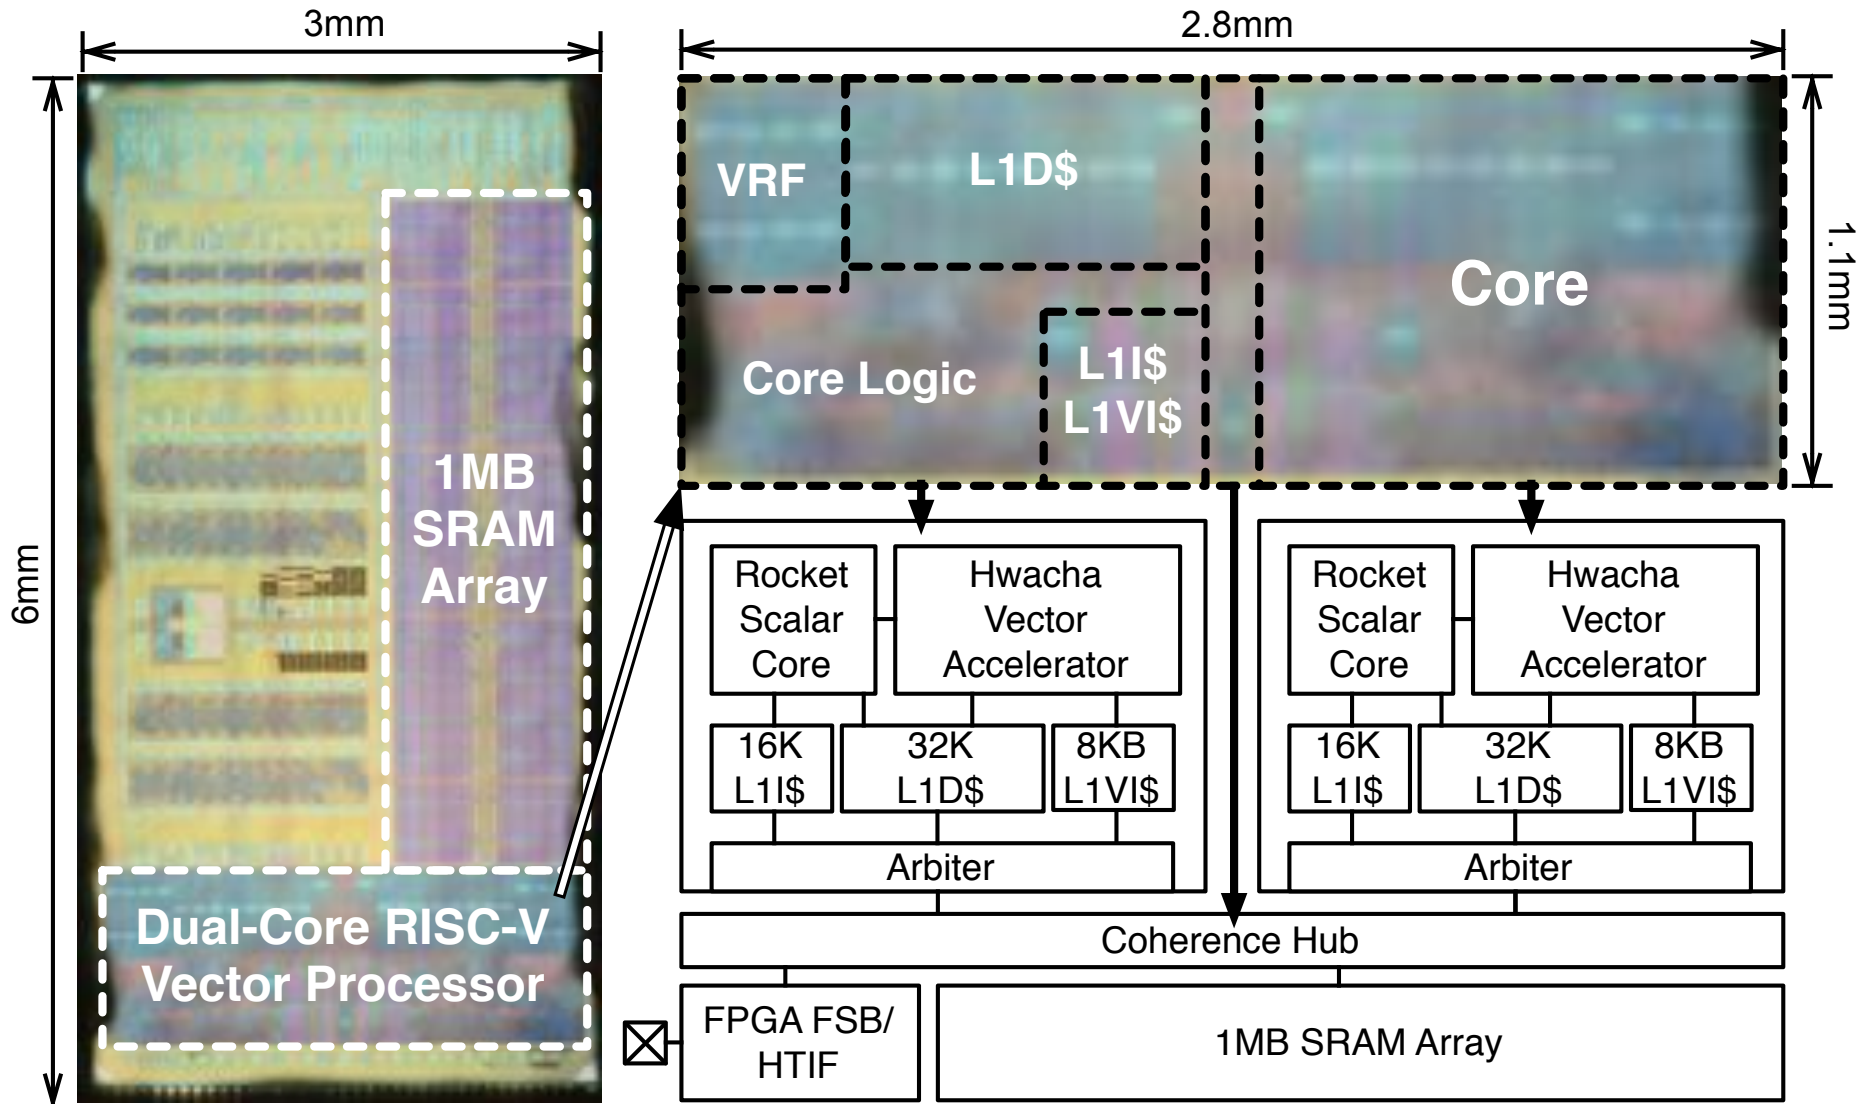 3mm
6mm
1MB
SRAM
Array
Dual-Core RISC-V
Vector Processor
2.8mm
1.1mm
VRF
L1D$
Core Logic
L1I$
L1VI$
Core
Rocket
Scalar
Core
Hwacha
Vector
Accelerator
16K
L1I$
32K
L1D$
8KB
L1VI$
Arbiter
Rocket
Scalar
Core
Hwacha
Vector
Accelerator
16K
L1I$
32K
L1D$
8KB
L1VI$
Arbiter
Coherence Hub
FPGA FSB/
HTIF
1MB SRAM Array